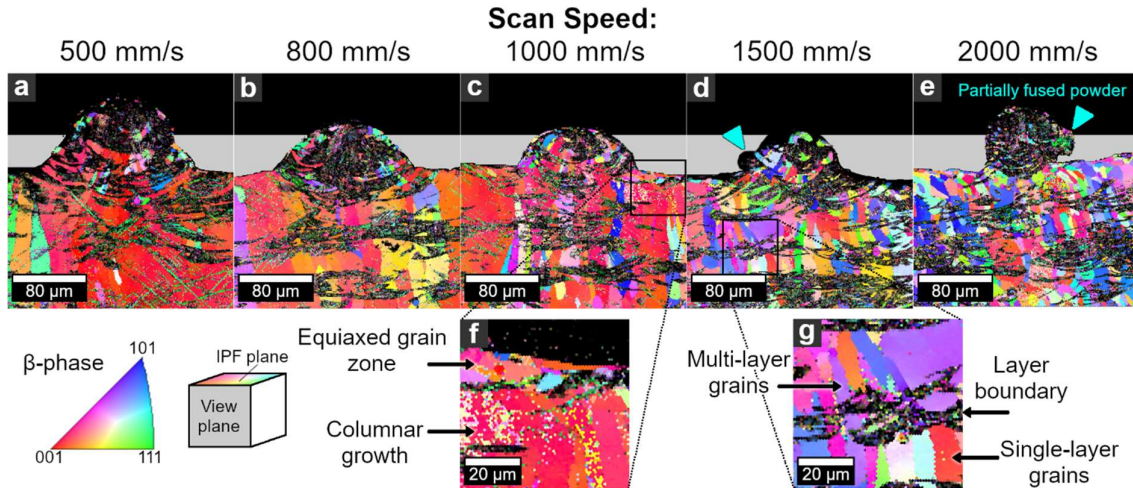 Scan Speed:
500 mm/s
800 mm/s
1000 mm/s
1500 mm/s
2000 mm/s
a
b
c
d
e
Partially fused powder
80 μm
80 μm
80 μm
80 μm
80 μm
β-phase
101
001
111
IPF plane
View
plane
Equiaxed grain
zone
Columnar
growth
f
20 μm
Multi-layer
grains
g
20 μm
Layer
boundary
Single-layer
grains